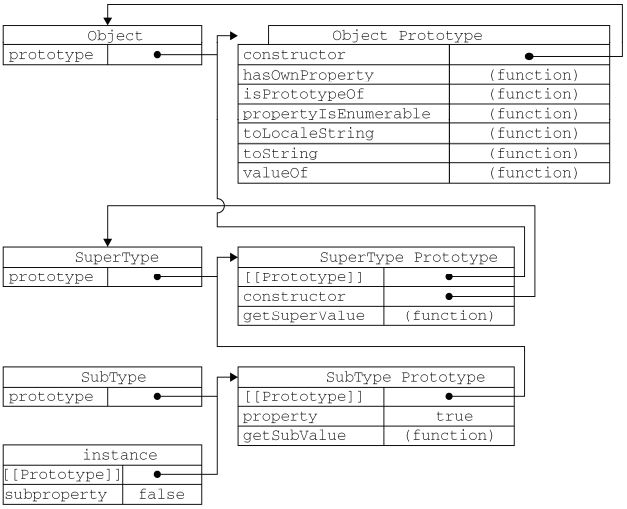 Object
prototype
Object Prototype
constructor
hasOwnProperty (function)
isPrototypeOf (function)
propertyIsEnumerable (function)
toLocaleString (function)
toString (function)
valueOf (function)
SuperType
prototype
SuperType Prototype
[[Prototype]]
constructor
getSuperValue (function)
SubType
prototype
SubType Prototype
[[Prototype]]
property true
getSubValue (function)
instance
[[Prototype]]
subproperty false